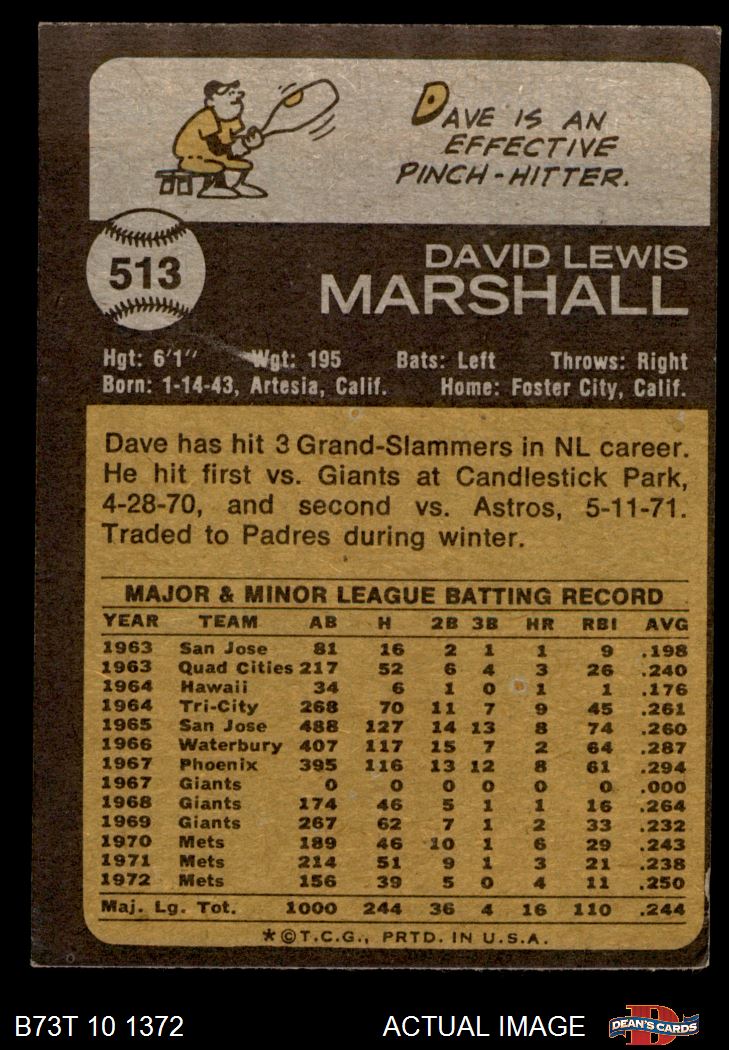 DAVE IS AN
EFFECTIVE
PINCH-HITTER.
513
DAVID LEWIS
MARSHALL
Hgt: 6'1" Wgt: 195 Bats: Left Throws: Right
Born: 1-14-43, Artesia, Calif. Home: Foster City, Calif.
Dave has hit 3 Grand-Slammers in NL career.
He hit first vs. Giants at Candlestick Park,
4-28-70, and second vs. Astros, 5-11-71.
Traded to Padres during winter.
MAJOR & MINOR LEAGUE BATTING RECORD
YEAR TEAM AB H 2B 3B HR RBI AVG
1963 San Jose 81 16 2 1 1 9 .198
1963 Quad Cities 217 52 6 4 3 26 .240
1964 Hawaii 34 6 1 0 1 1 .176
1964 Tri-City 268 70 11 7 9 45 .261
1965 San Jose 488 127 14 13 8 74 .260
1966 Waterbury 407 117 15 7 2 64 .287
1967 Phoenix 395 116 13 12 8 61 .294
1967 Giants 0 0 0 0 0 0 .000
1968 Giants 174 46 5 1 1 16 .264
1969 Giants 267 62 7 1 2 33 .232
1970 Mets 189 46 10 1 6 29 .243
1971 Mets 214 51 9 1 3 21 .238
1972 Mets 156 39 5 0 4 11 .250
Maj. Lg. Tot. 1000 244 36 4 16 110 .244
*©T.C.G., PRTD. IN U.S.A.
B73T 10 1372 ACTUAL IMAGE DEAN'S CARDS